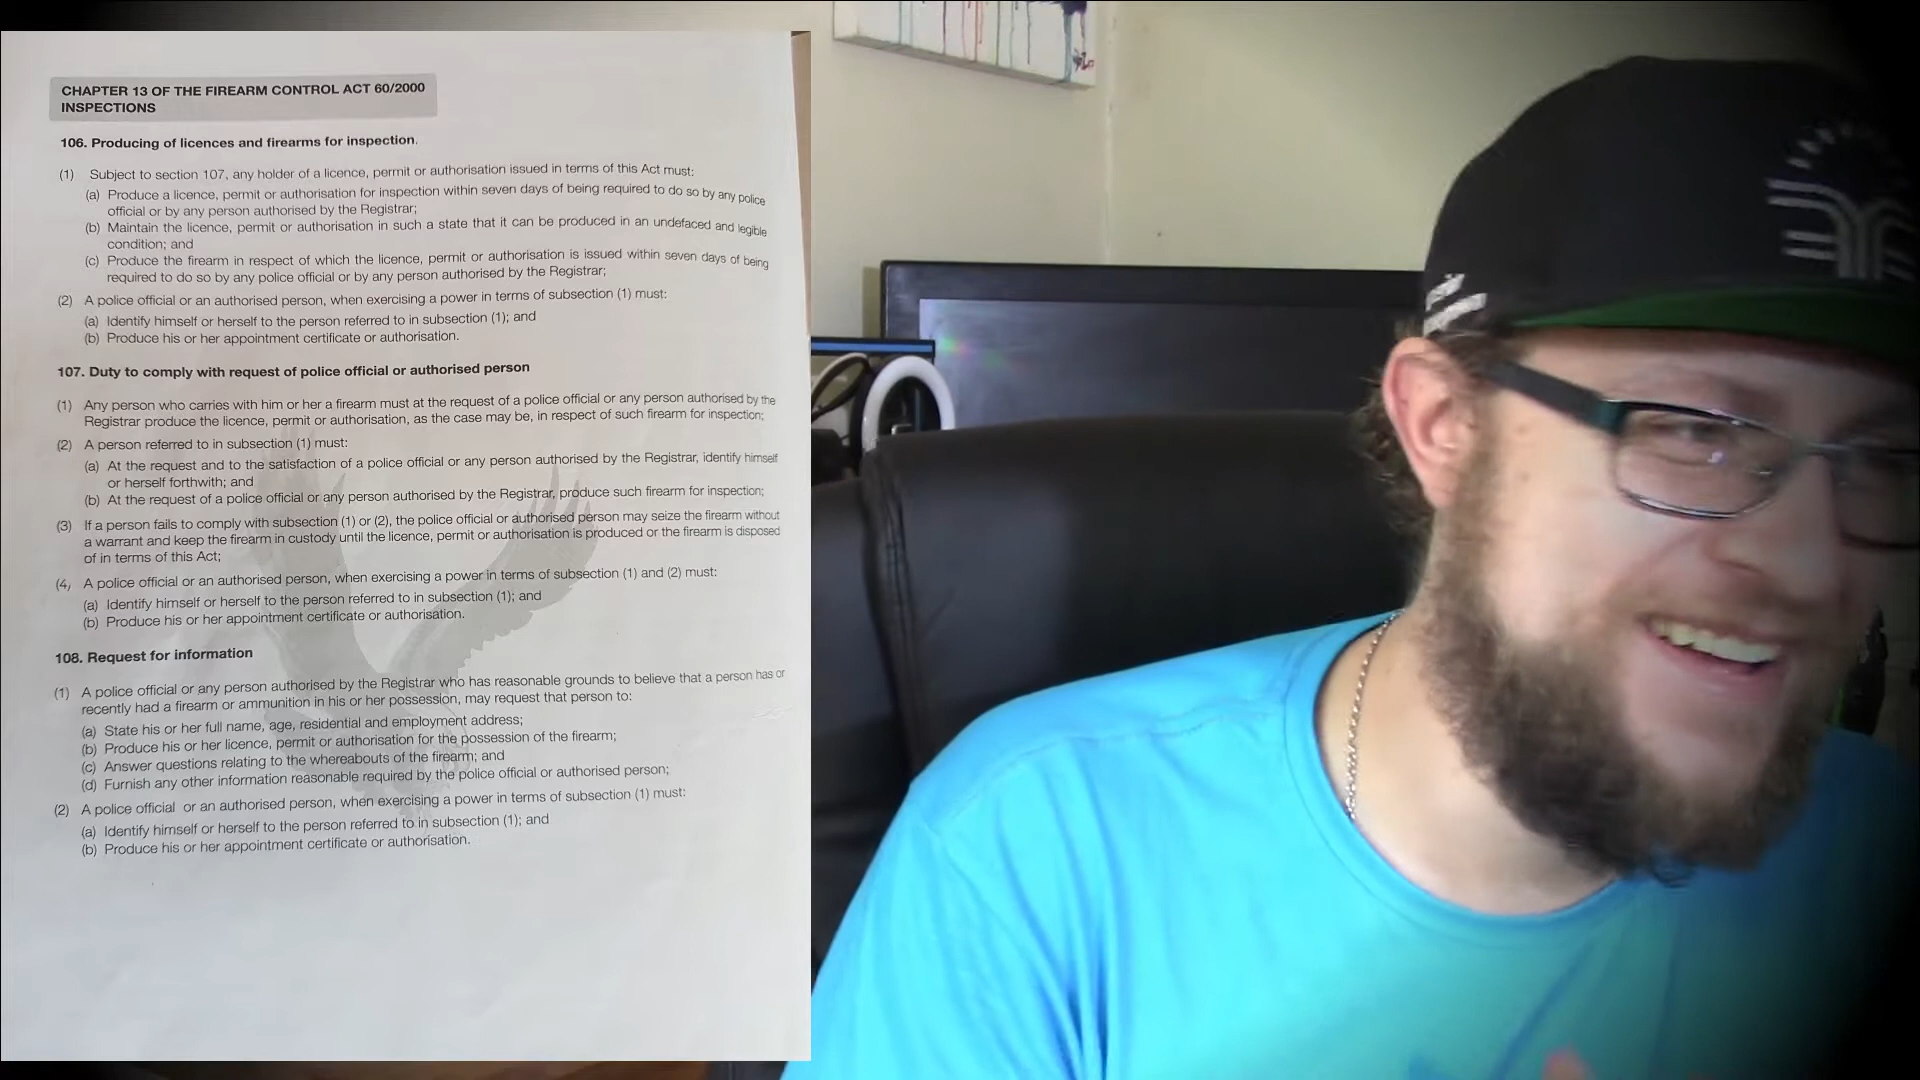 CHAPTER 13 OF THE FIREARM CONTROL ACT 60/2000
INSPECTIONS
106. Producing of licences and firearms for inspection.
(1) Subject to section 107, any holder of a licence, permit or authorisation issued in terms of this Act must:
(a) Produce a licence, permit or authorisation for inspection within seven days of being required to do so by any police
official or by any person authorised by the Registrar;
(b) Maintain the licence, permit or authorisation in such a state that it can be produced in an undefaced and legible
condition; and
(c) Produce the firearm in respect of which the licence, permit or authorisation is issued within seven days of being
required to do so by any police official or by any person authorised by the Registrar;
(2) A police official or an authorised person, when exercising a power in terms of subsection (1) must:
(a) Identify himself or herself to the person referred to in subsection (1); and
(b) Produce his or her appointment certificate or authorisation.
107. Duty to comply with request of police official or authorised person
(1) Any person who carries with him or her a firearm must at the request of a police official or any person authorised by the
Registrar produce the licence, permit or authorisation, as the case may be, in respect of such firearm for inspection;
(2) A person referred to in subsection (1) must:
(a) At the request and to the satisfaction of a police official or any person authorised by the Registrar, identify himself
or herself forthwith; and
(b) At the request of a police official or any person authorised by the Registrar, produce such firearm for inspection;
(3) If a person fails to comply with subsection (1) or (2), the police official or authorised person may seize the firearm without
a warrant and keep the firearm in custody until the licence, permit or authorisation is produced or the firearm is disposed
of in terms of this Act;
(4, A police official or an authorised person, when exercising a power in terms of subsection (1) and (2) must:
(a) Identify himself or herself to the person referred to in subsection (1); and
(b) Produce his or her appointment certificate or authorisation.
108. Request for information
(1) A police official or any person authorised by the Registrar who has reasonable grounds to believe that a person has or
recently had a firearm or ammunition in his or her possession, may request that person to:
(a) State his or her full name, age, residential and employment address;
(b) Produce his or her licence, permit or authorisation for the possession of the firearm;
(c) Answer questions relating to the whereabouts of the firearm; and
(d) Furnish any other information reasonable required by the police official or authorised person;
(2) A police official or an authorised person, when exercising a power in terms of subsection (1) must:
(a) Identify himself or herself to the person referred to in subsection (1); and
(b) Produce his or her appointment certificate or authorisation.